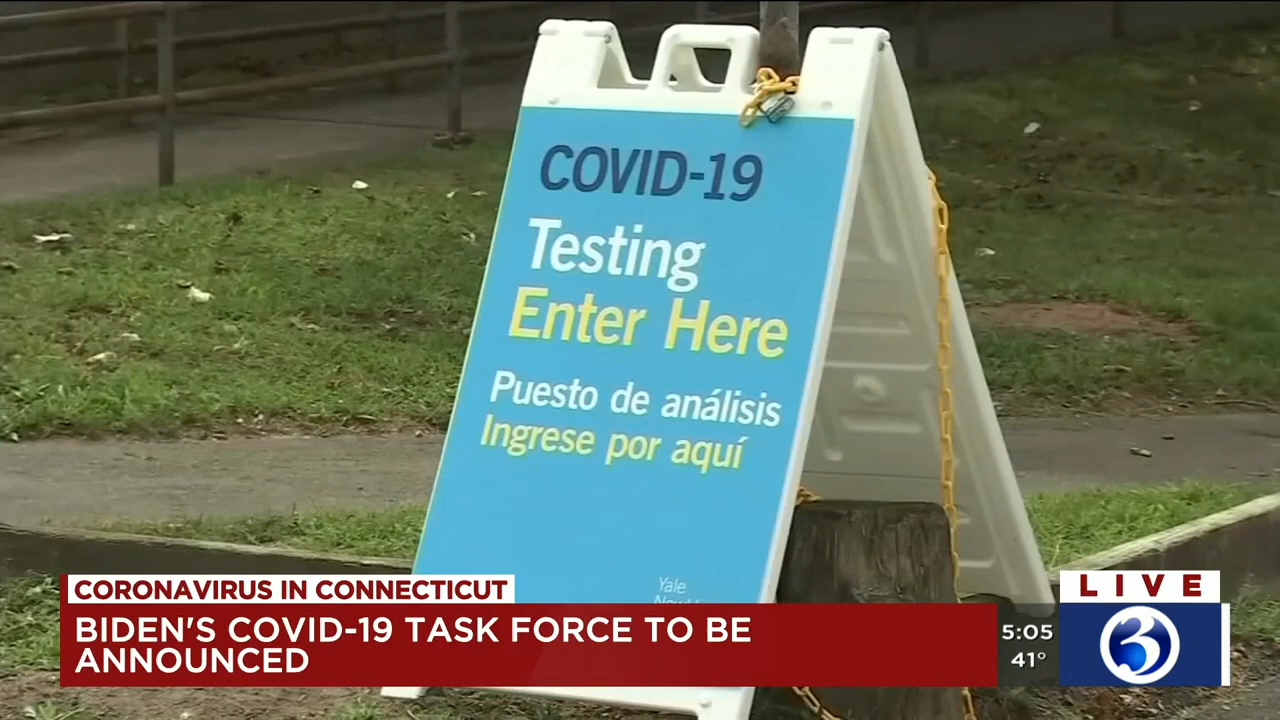 COVID-19
Testing
Enter Here
Puesto de análisis
Ingrese por aquí
Yale
CORONAVIRUS IN CONNECTICUT
BIDEN'S COVID-19 TASK FORCE TO BE
ANNOUNCED
5:05
41°
LIVE
3